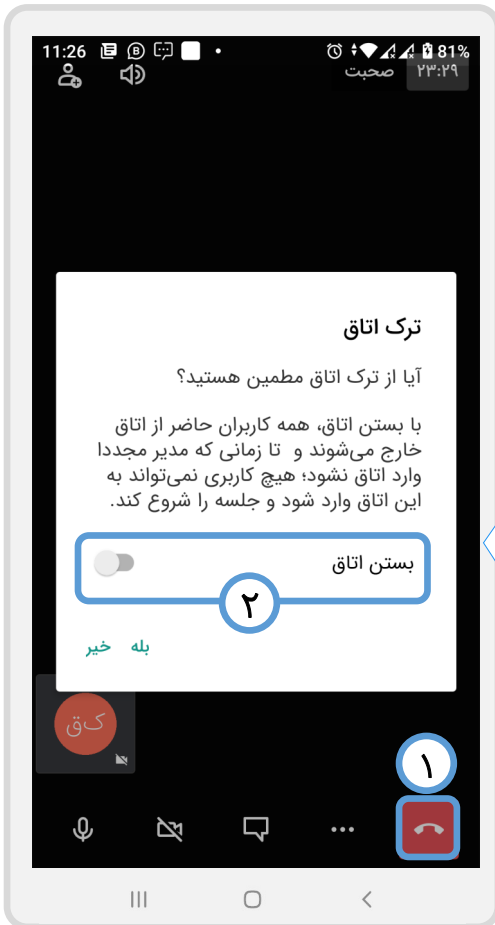 11:26
81%
صحبت ۲۳:۲۹
ترک اتاق
آیا از ترک اتاق مطمین هستید؟
با بستن اتاق، همه کاربران حاضر از اتاق
خارج می‌شوند و تا زمانی که مدیر مجددا
وارد اتاق نشود؛ هیچ کاربری نمی‌تواند به
این اتاق وارد شود و جلسه را شروع کند.
بستن اتاق
۲
بله خیر
ک‌ق
۱